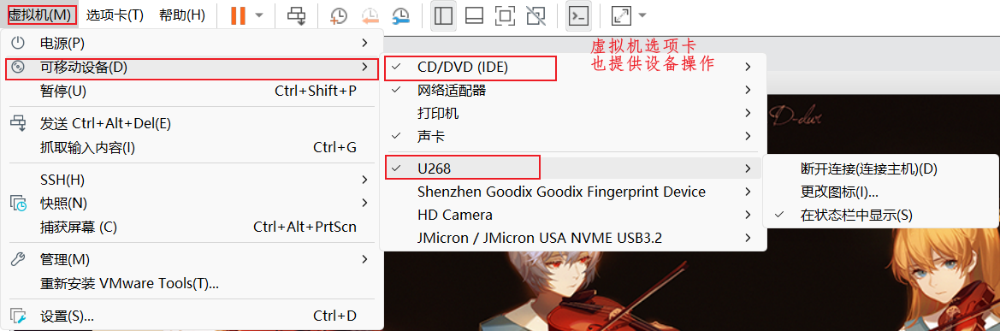 虚拟机(M) 选项卡(T) 帮助(H)
虚拟机选项卡
也提供设备操作
电源(P)
可移动设备(D)
暂停(U) Ctrl+Shift+P
发送 Ctrl+Alt+Del(E)
抓取输入内容(I) Ctrl+G
SSH(H)
快照(N)
捕获屏幕 (C) Ctrl+Alt+PrtScn
管理(M)
重新安装 VMware Tools(T)...
设置(S)... Ctrl+D
CD/DVD (IDE)
网络适配器
打印机
声卡
U268
Shenzhen Goodix Goodix Fingerprint Device
HD Camera
JMicron / JMicron USA NVME USB3.2
断开连接(连接主机)(D)
更改图标(I)...
在状态栏中显示(S)